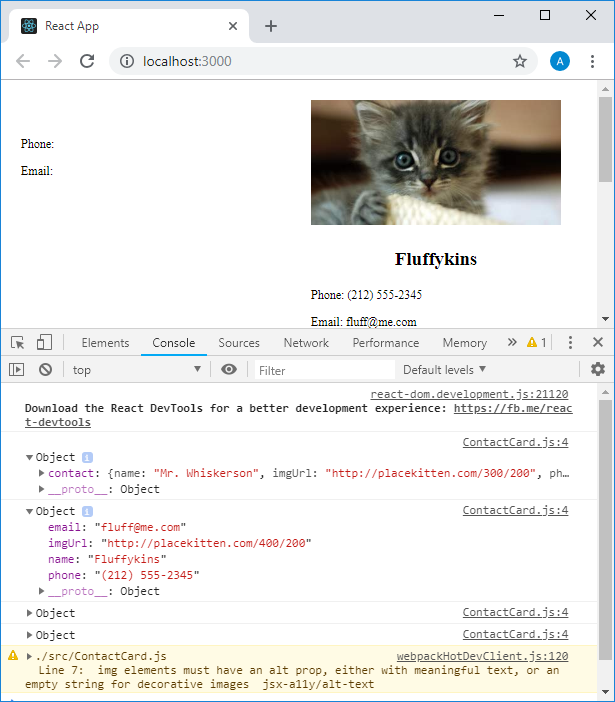 React App
localhost:3000
A
Phone:
Email:
Fluffykins
Phone: (212) 555-2345
Email: fluff@me.com
Elements Console Sources Network Performance Memory » 1
top Filter Default levels
react-dom.development.js:21120
Download the React DevTools for a better development experience: https://fb.me/reac
t-devtools
ContactCard.js:4
Object i
contact: {name: "Mr. Whiskerson", imgUrl: "http://placekitten.com/300/200", ph…
__proto__: Object
Object i ContactCard.js:4
email: "fluff@me.com"
imgUrl: "http://placekitten.com/400/200"
name: "Fluffykins"
phone: "(212) 555-2345"
__proto__: Object
Object ContactCard.js:4
Object ContactCard.js:4
./src/ContactCard.js webpackHotDevClient.js:120
Line 7:  img elements must have an alt prop, either with meaningful text, or an
empty string for decorative images  jsx-a11y/alt-text